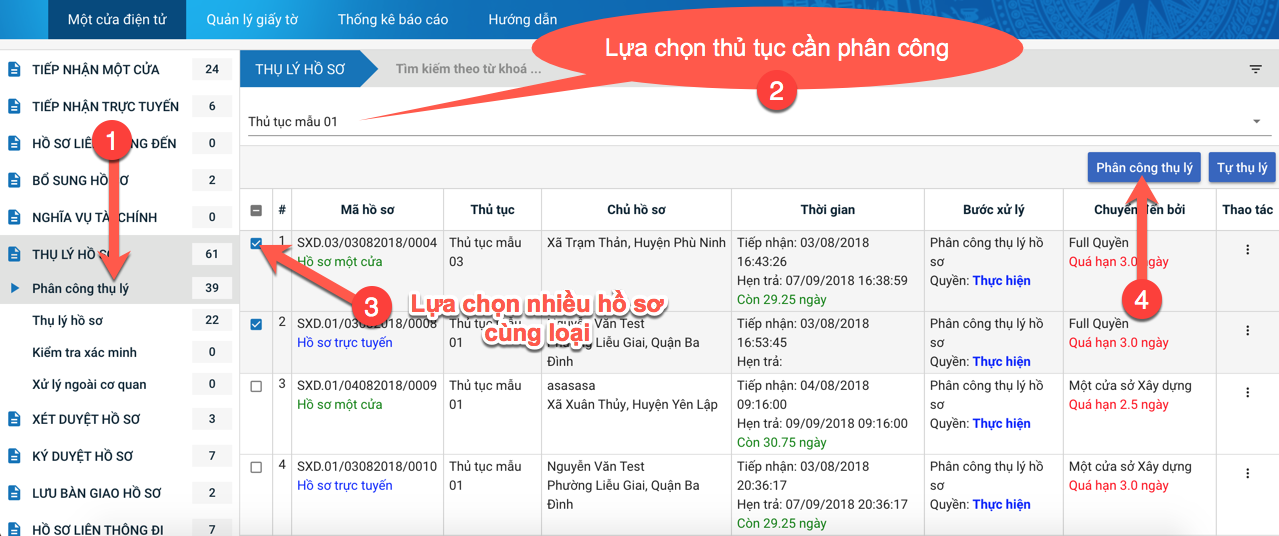 Một cửa điện tử
Quản lý giấy tờ
Thống kê báo cáo
Hướng dẫn
TIẾP NHẬN MỘT CỬA 24
TIẾP NHẬN TRỰC TUYẾN 6
HỒ SƠ LIÊN NG ĐẾN 0
BỔ SUNG HỒ SƠ 2
NGHĨA VỤ TÀI CHÍNH 0
THỤ LÝ HỒ SƠ 61
Phân công thụ lý 39
Thụ lý hồ sơ 22
Kiểm tra xác minh 0
Xử lý ngoài cơ quan 0
XÉT DUYỆT HỒ SƠ 3
KÝ DUYỆT HỒ SƠ 7
LƯU BÀN GIAO HỒ SƠ 2
HỒ SƠ LIÊN THÔNG ĐI 7
1
THỤ LÝ HỒ SƠ
Tìm kiếm theo từ khoá ...
Lựa chọn thủ tục cần phân công
2
Thủ tục mẫu 01
Phân công thụ lý
Tự thụ lý
# Mã hồ sơ Thủ tục Chủ hồ sơ Thời gian Bước xử lý Chuyển đến bởi Thao tác
1
SXD.03/03082018/0004
Hồ sơ một cửa
Thủ tục mẫu
03
Xã Trạm Thản, Huyện Phù Ninh
Tiếp nhận: 03/08/2018
16:43:26
Hẹn trả: 07/09/2018 16:38:59
Còn 29.25 ngày
Phân công thụ lý hồ
sơ
Quyền: Thực hiện
Full Quyền
Quá hạn 3.0 ngày
3
Lựa chọn nhiều hồ sơ
cùng loại
4
2
SXD.01/03082018/0008
Hồ sơ trực tuyến
Thủ tục mẫu
01
Nguyễn Văn Test
Phường Liễu Giai, Quận Ba
Đình
Tiếp nhận: 03/08/2018
16:53:45
Hẹn trả:
Phân công thụ lý hồ
sơ
Quyền: Thực hiện
Full Quyền
Quá hạn 3.0 ngày
3
SXD.01/04082018/0009
Hồ sơ một cửa
Thủ tục mẫu
01
asasasa
Xã Xuân Thủy, Huyện Yên Lập
Tiếp nhận: 04/08/2018
09:16:00
Hẹn trả: 09/09/2018 09:16:00
Còn 30.75 ngày
Phân công thụ lý hồ
sơ
Quyền: Thực hiện
Một cửa sở Xây dựng
Quá hạn 2.5 ngày
4
SXD.01/03082018/0010
Hồ sơ trực tuyến
Thủ tục mẫu
01
Nguyễn Văn Test
Phường Liễu Giai, Quận Ba
Đình
Tiếp nhận: 03/08/2018
20:36:17
Hẹn trả: 07/09/2018 20:36:17
Còn 29.25 ngày
Phân công thụ lý hồ
sơ
Quyền: Thực hiện
Một cửa sở Xây dựng
Quá hạn 3.0 ngày